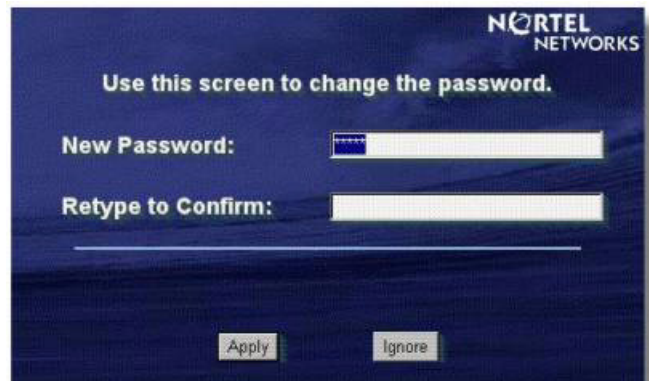 NORTEL
NETWORKS
Use this screen to change the password.
New Password:
*****
Retype to Confirm:
Apply
Ignore